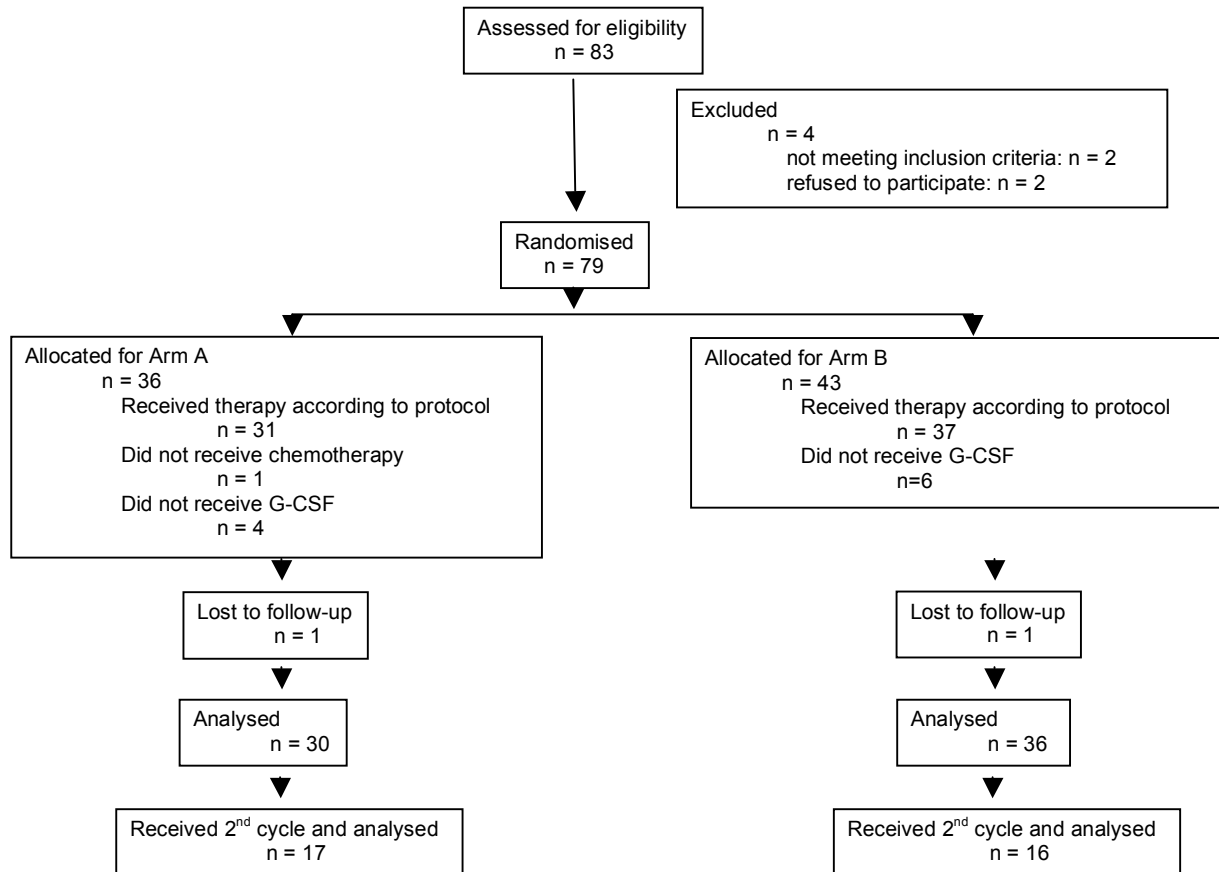 Assessed for eligibility
n = 83
Excluded
n = 4
not meeting inclusion criteria: n = 2
refused to participate: n = 2
Randomised
n = 79
Allocated for Arm A
n = 36
Received therapy according to protocol
n = 31
Did not receive chemotherapy
n = 1
Did not receive G-CSF
n = 4
Allocated for Arm B
n = 43
Received therapy according to protocol
n = 37
Did not receive G-CSF
n=6
Lost to follow-up
n = 1
Lost to follow-up
n = 1
Analysed
n = 30
Analysed
n = 36
Received 2nd cycle and analysed
n = 17
Received 2nd cycle and analysed
n = 16